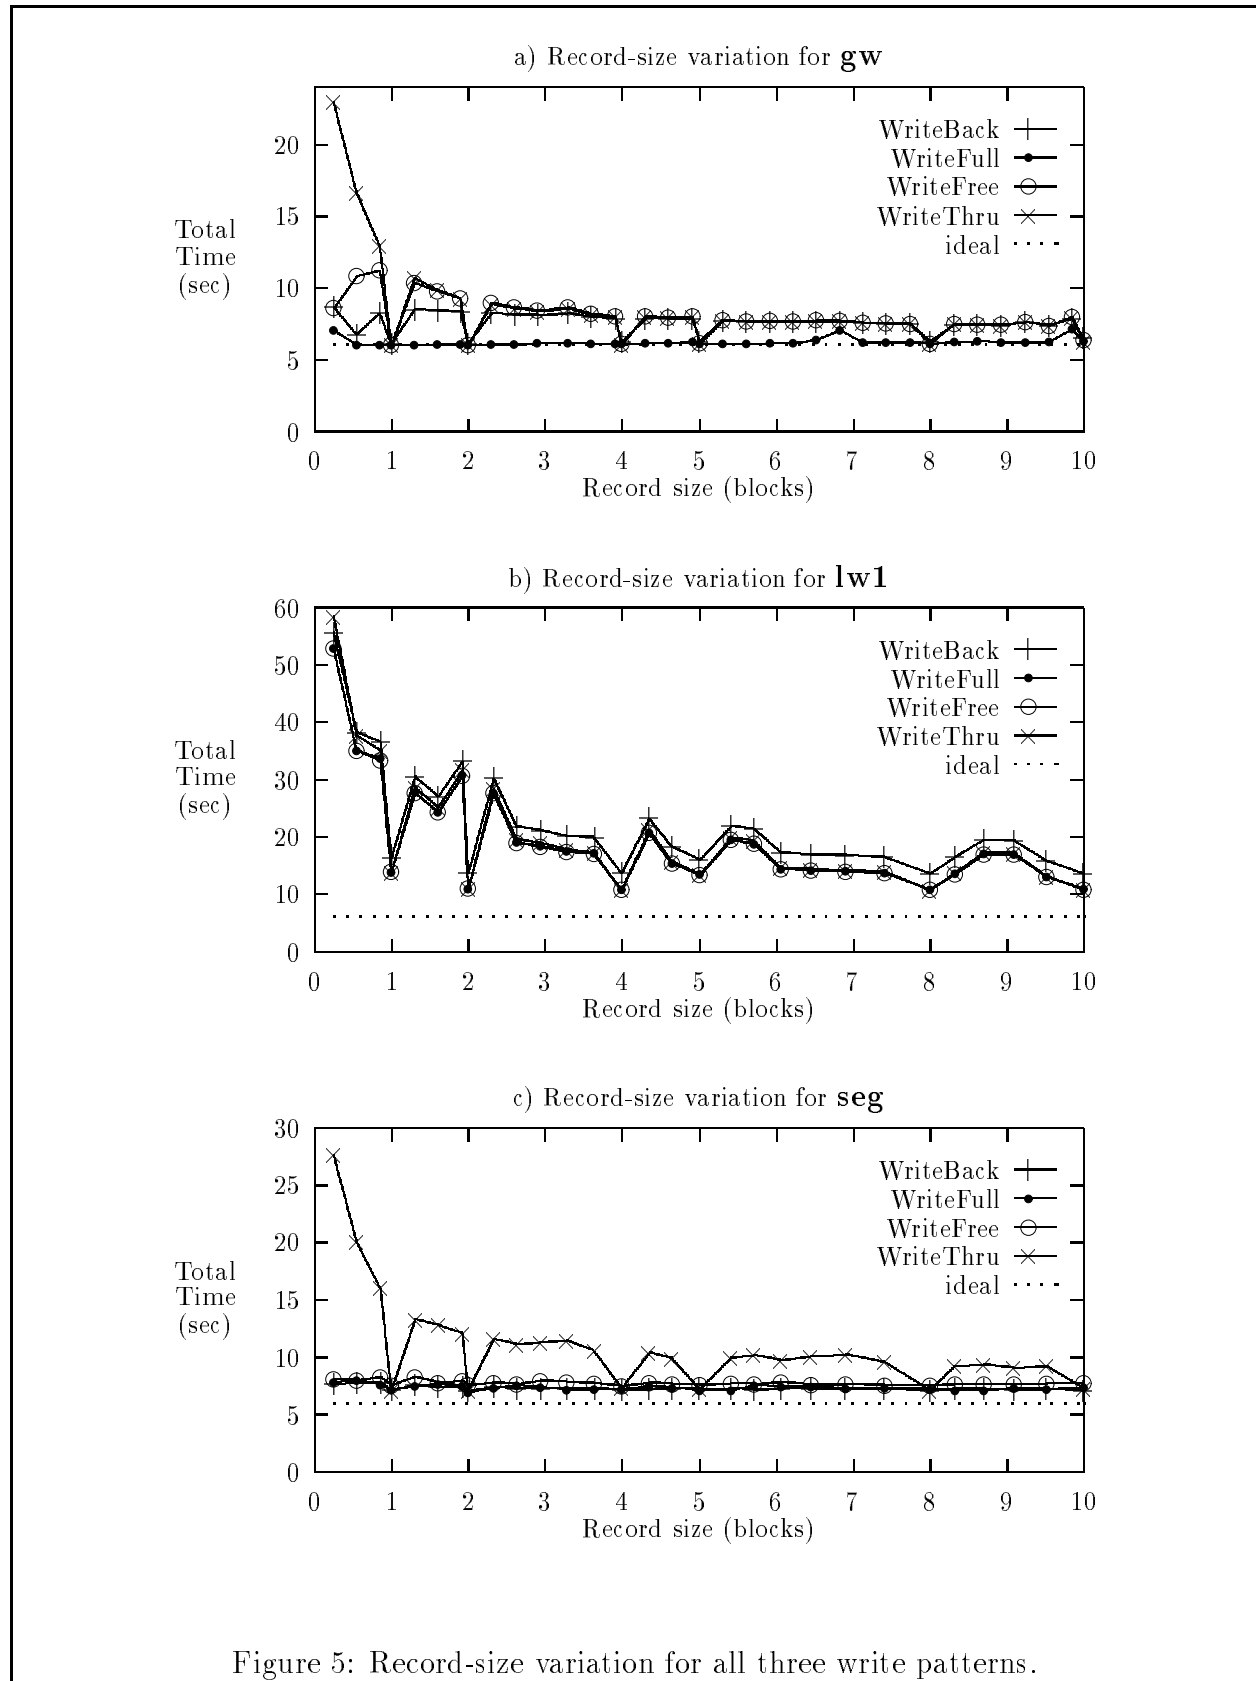 a) Record-size variation for gw
20
15
10
5
0
Total
Time
(sec)
WriteBack
WriteFull
WriteFree
WriteThru
ideal
0 1 2 3 4 5 6 7 8 9 10
Record size (blocks)
b) Record-size variation for lw1
60
50
40
30
20
10
0
Total
Time
(sec)
WriteBack
WriteFull
WriteFree
WriteThru
ideal
0 1 2 3 4 5 6 7 8 9 10
Record size (blocks)
c) Record-size variation for seg
30
25
20
15
10
5
0
Total
Time
(sec)
WriteBack
WriteFull
WriteFree
WriteThru
ideal
0 1 2 3 4 5 6 7 8 9 10
Record size (blocks)
Figure 5: Record-size variation for all three write patterns.